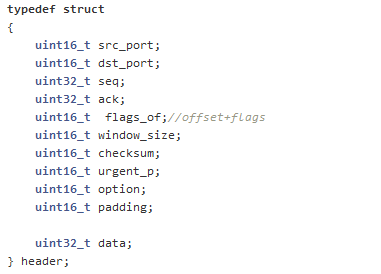 typedef struct
{
    uint16_t src_port;
    uint16_t dst_port;
    uint32_t seq;
    uint32_t ack;
    uint16_t  flags_of;//offset+flags
    uint16_t window_size;
    uint16_t checksum;
    uint16_t urgent_p;
    uint16_t option;
    uint16_t padding;

    uint32_t data;
} header;